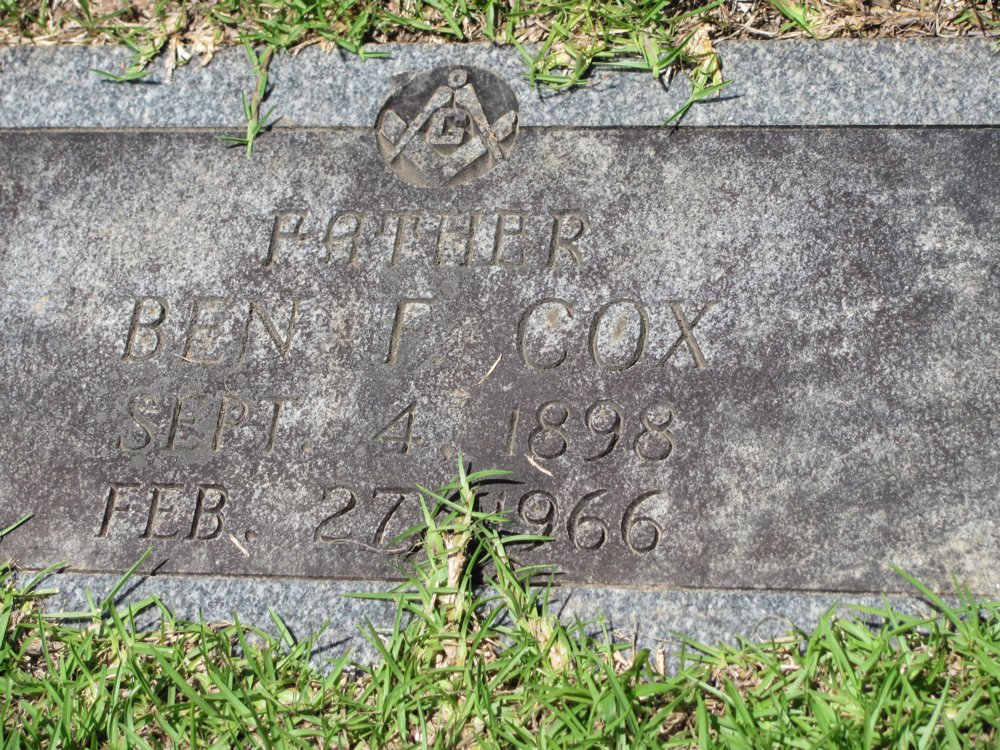 G
FATHER
BEN F. COX
SEPT. 4, 1898
FEB. 27, 1966